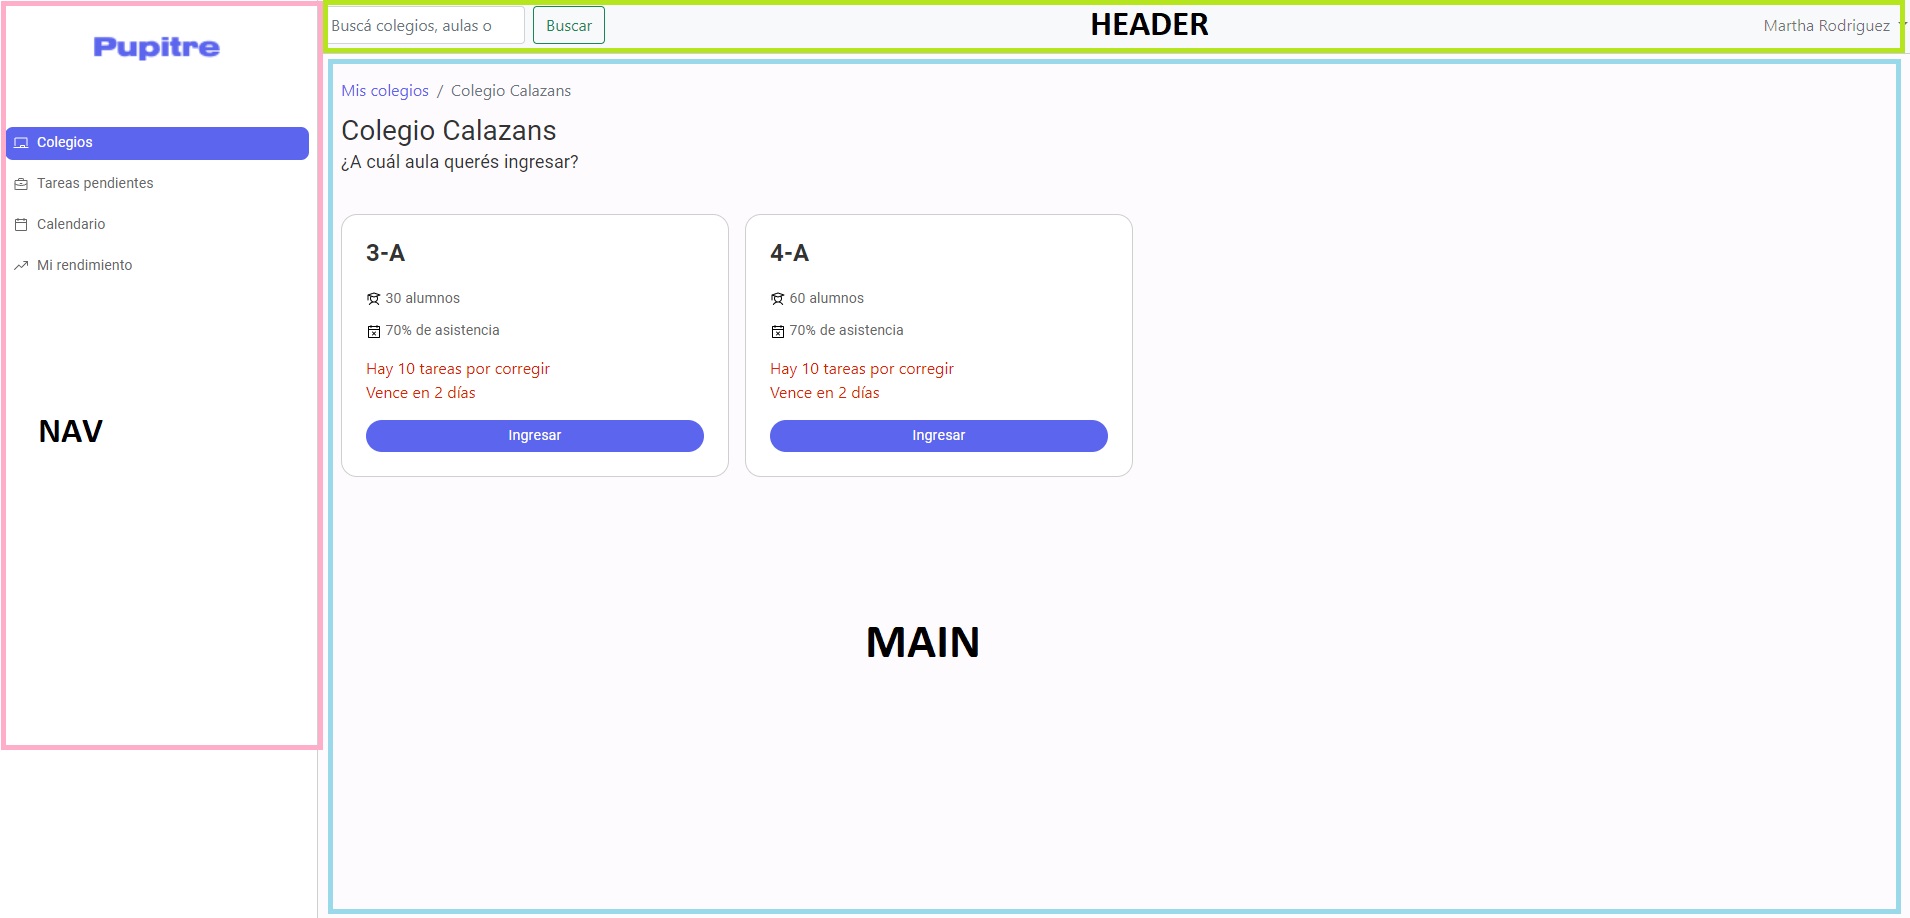 Pupitre
Colegios
Tareas pendientes
Calendario
Mi rendimiento
NAV
Buscá colegios, aulas o
Buscar
HEADER
Martha Rodriguez
Mis colegios / Colegio Calazans
Colegio Calazans
¿A cuál aula querés ingresar?
3-A
30 alumnos
70% de asistencia
Hay 10 tareas por corregir
Vence en 2 días
Ingresar
4-A
60 alumnos
70% de asistencia
Hay 10 tareas por corregir
Vence en 2 días
Ingresar
MAIN